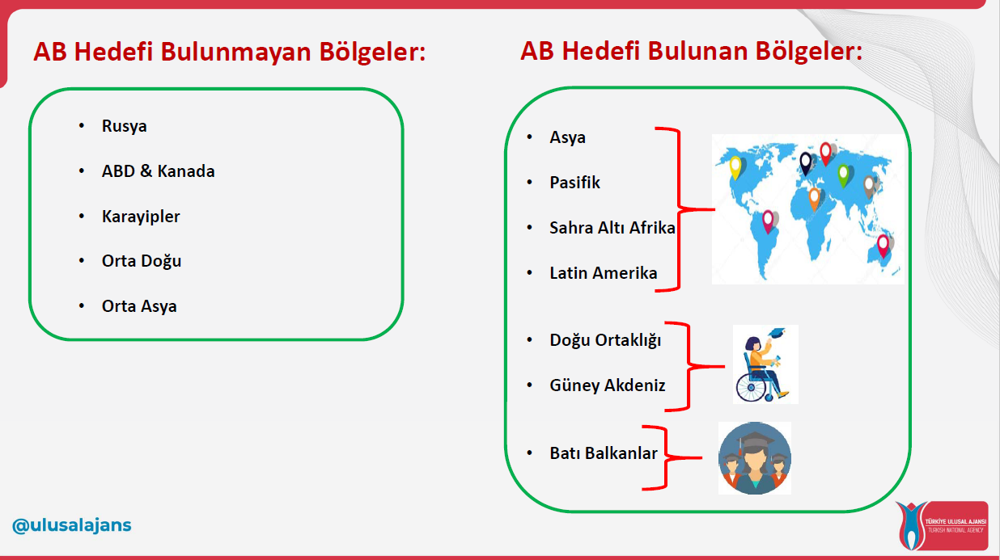 AB Hedefi Bulunmayan Bölgeler:
• Rusya
• ABD & Kanada
• Karayipler
• Orta Doğu
• Orta Asya
AB Hedefi Bulunan Bölgeler:
• Asya
• Pasifik
• Sahra Altı Afrika
• Latin Amerika
• Doğu Ortaklığı
• Güney Akdeniz
• Batı Balkanlar
@ulusalajans
TÜRKİYE ULUSAL AJANSI
TURKISH NATIONAL AGENCY